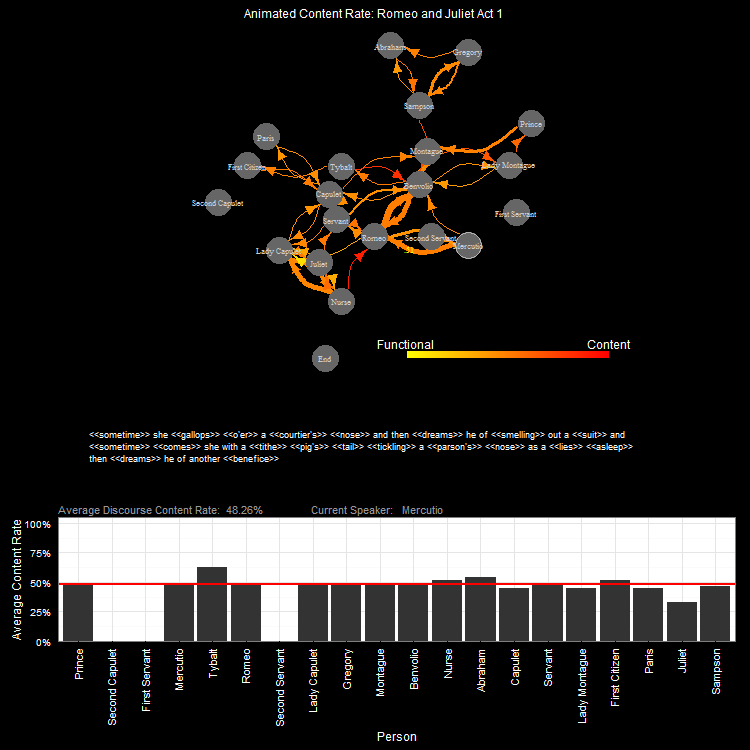 Animated Content Rate: Romeo and Juliet Act 1
Abraham
Gregory
Sampson
Prince
Paris
Montague
First Citizen
Tybalt
Lady Montague
Benvolio
Capulet
Second Capulet
First Servant
Servant
Romeo
Second Servant
Mercutio
Lady Capulet
Juliet
Nurse
Functional Content
End
<<sometime>> she <<gallops>> <<o'er>> a <<courtier's>> <<nose>> and then <<dreams>> he of <<smelling>> out a <<suit>> and
<<sometime>> <<comes>> she with a <<tithe>> <<pig's>> <<tail>> <<tickling>> a <<parson's>> <<nose>> as a <<lies>> <<asleep>>
then <<dreams>> he of another <<benefice>>
Average Discourse Content Rate: 48.26% Current Speaker: Mercutio
Average Content Rate
100%
75%
50%
25%
0%
Prince
Second Capulet
First Servant
Mercutio
Tybalt
Romeo
Second Servant
Lady Capulet
Gregory
Montague
Benvolio
Nurse
Abraham
Capulet
Servant
Lady Montague
First Citizen
Paris
Juliet
Sampson
Person